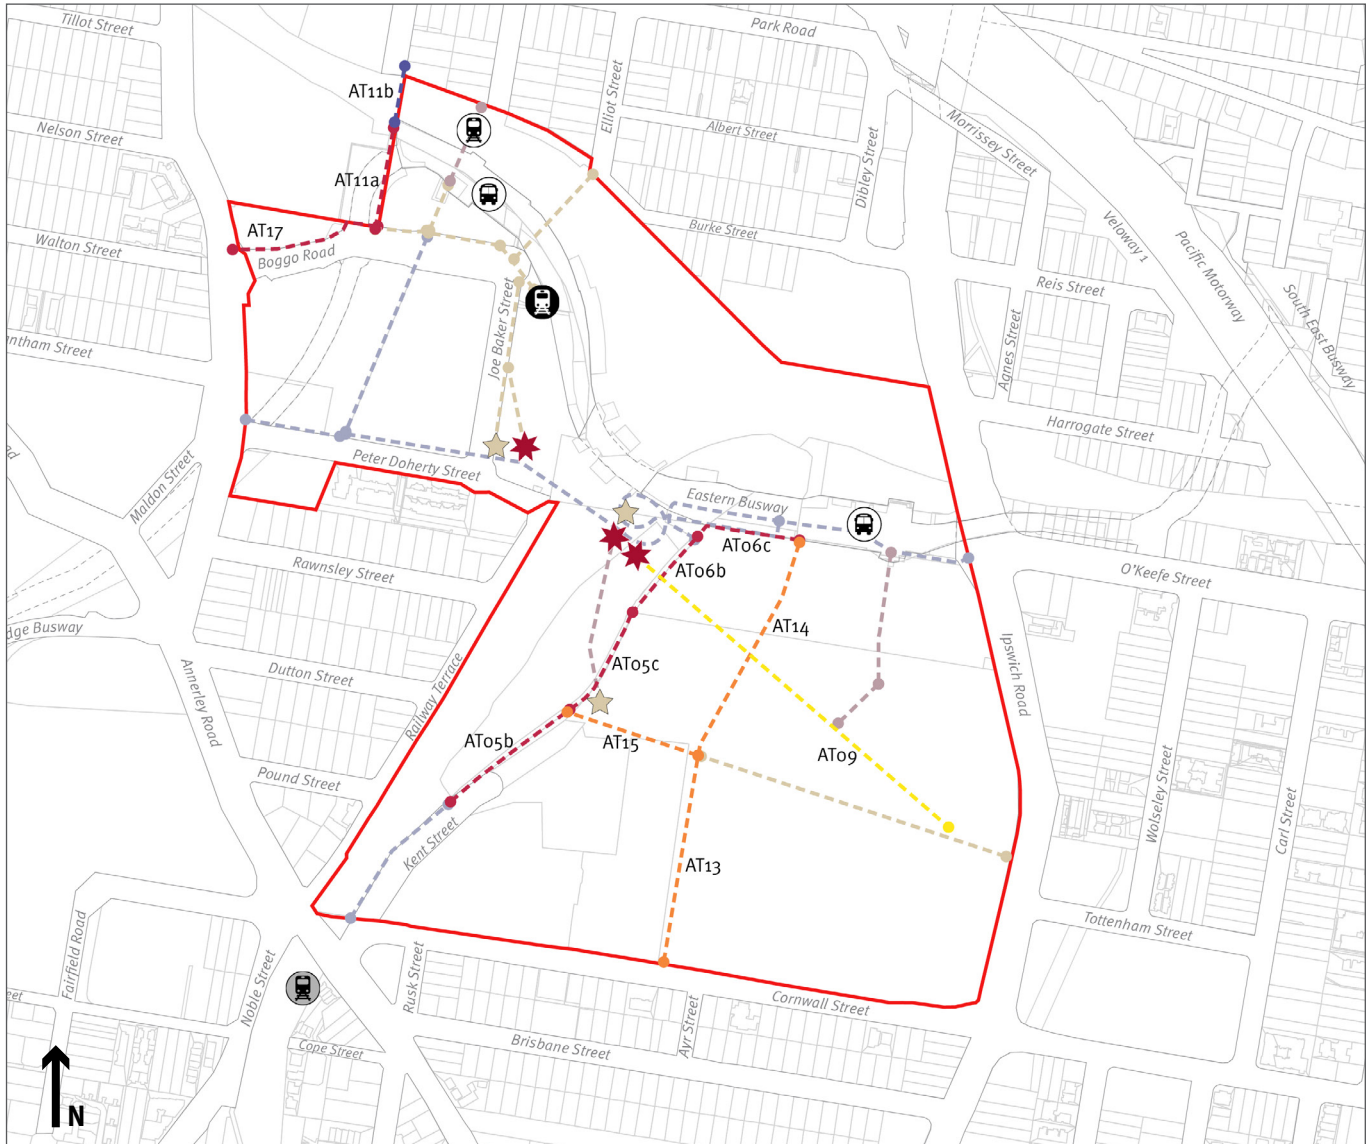 Tillot Street
Park Road
AT11b
Elliot Street
Nelson Street
Albert Street
Morrissey Street
Dibley Street
AT11a
Veloway 1
AT17
Burke Street
Walton Street
Boggo Road
Pacific Motorway
South East Busway
Reis Street
Joe Baker Street
Agnes Street
ntham Street
Harrogate Street
Peter Doherty Street
Maldon Street
Eastern Busway
AT06c
AT06b
Rawnsley Street
O'Keefe Street
dge Busway
AT14
Ipswich Road
AT05c
Dutton Street
Annerley Road
Railway Terrace
AT05b
AT15
AT09
Pound Street
Wolseley Street
Carl Street
Kent Street
AT13
Tottenham Street
Fairfield Road
Noble Street
Rusk Street
eet
Cornwall Street
Ayr Street
Brisbane Street
Cope Street
N